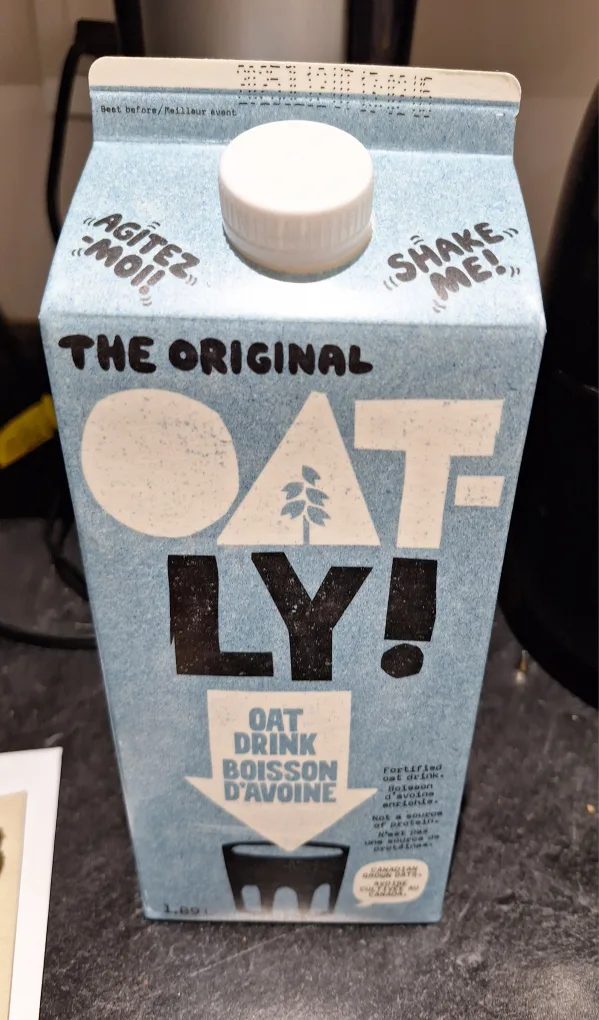 Best before/Meilleur avant
AGITEZ
-MOI!
SHAKE
ME!
THE ORIGINAL
OAT-
LY!
OAT
DRINK
BOISSON
D'AVOINE
Fortified
oat drink.
Boisson
d'avoine
enrichie.
Not a source
of protein.
N'est pas
une source de
protéines.
CANADIAN
GROWN OATS.
AVOINE
CULTIVÉE AU
CANADA.
1.89